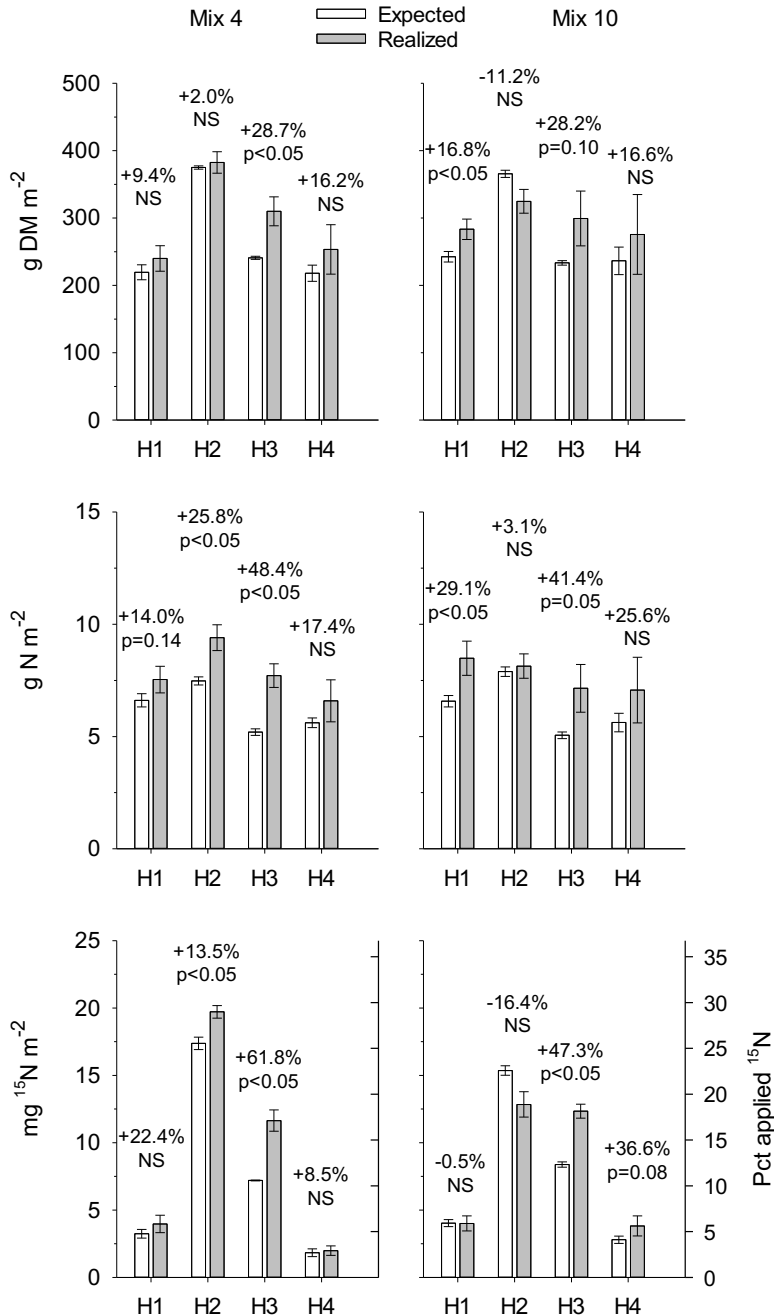 Mix 4
Expected
Realized
Mix 10
g DM m-2
500
400
300
200
100
0
+9.4%
NS
+2.0%
NS
+28.7%
p<0.05
+16.2%
NS
H1 H2 H3 H4
+16.8%
p<0.05
-11.2%
NS
+28.2%
p=0.10
+16.6%
NS
H1 H2 H3 H4
g N m-2
15
10
5
0
+14.0%
p=0.14
+25.8%
p<0.05
+48.4%
p<0.05
+17.4%
NS
H1 H2 H3 H4
+29.1%
p<0.05
+3.1%
NS
+41.4%
p=0.05
+25.6%
NS
H1 H2 H3 H4
mg 15N m-2
25
20
15
10
5
0
+22.4%
NS
+13.5%
p<0.05
+61.8%
p<0.05
+8.5%
NS
H1 H2 H3 H4
-0.5%
NS
-16.4%
NS
+47.3%
p<0.05
+36.6%
p=0.08
H1 H2 H3 H4
35
30
25
20
15
10
5
0
Pct applied 15N